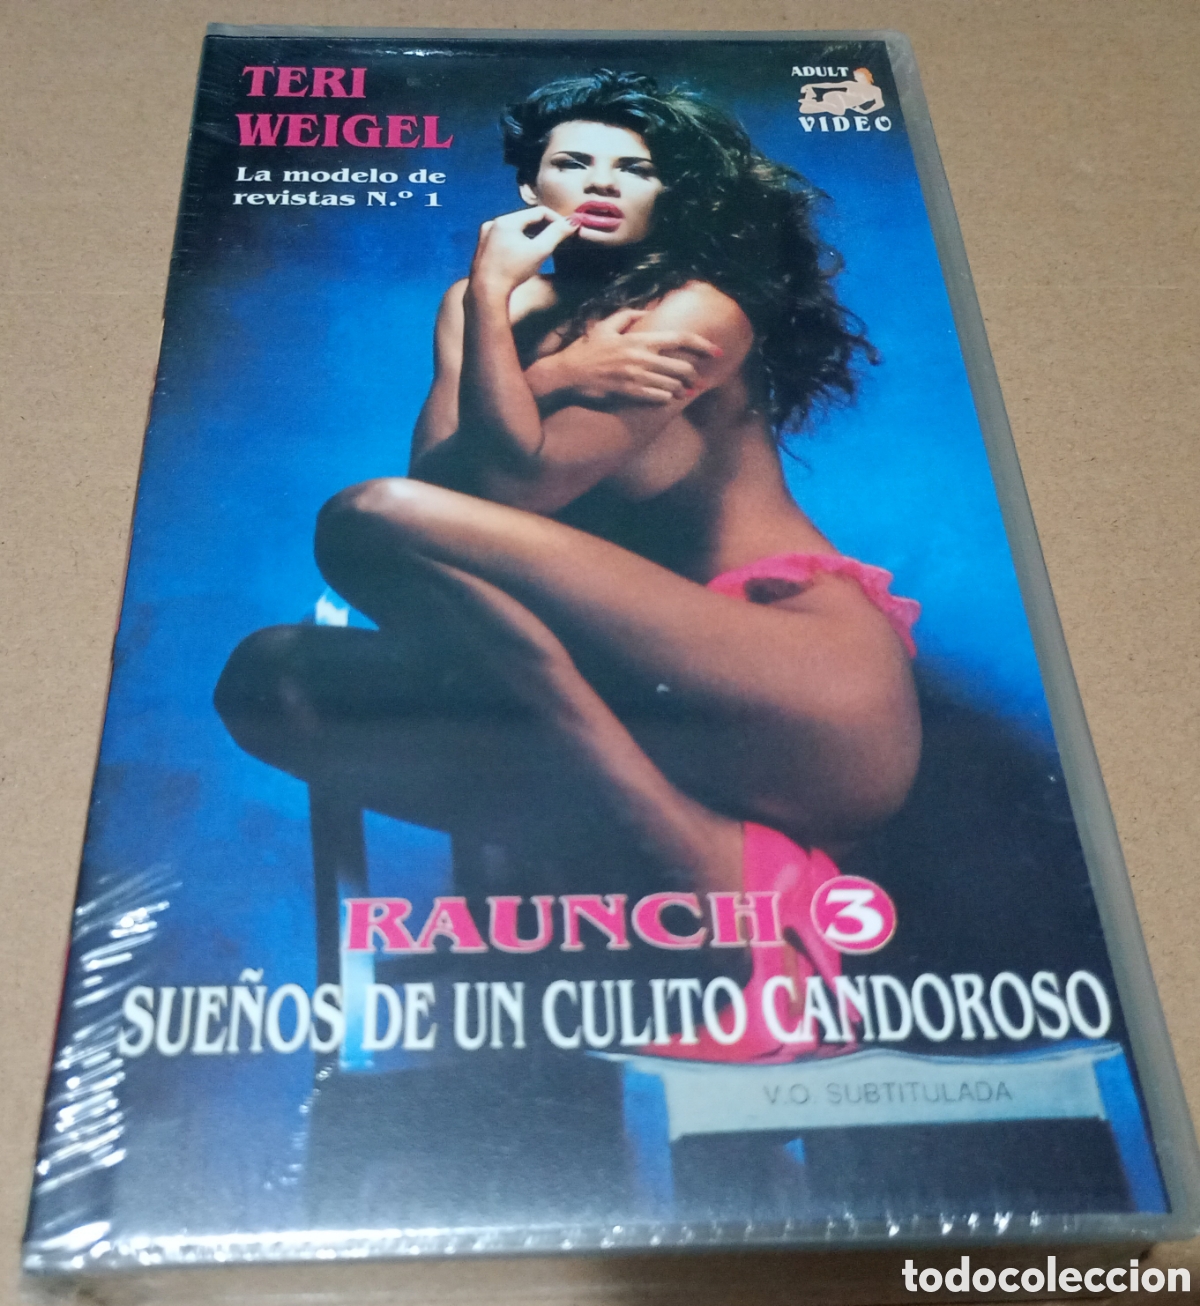 TERI
WEIGEL
La modelo de
revistas N.º 1
ADULT
VIDEO
RAUNCH 3
SUEÑOS DE UN CULITO CANDOROSO
V.O. SUBTITULADA
todocoleccion